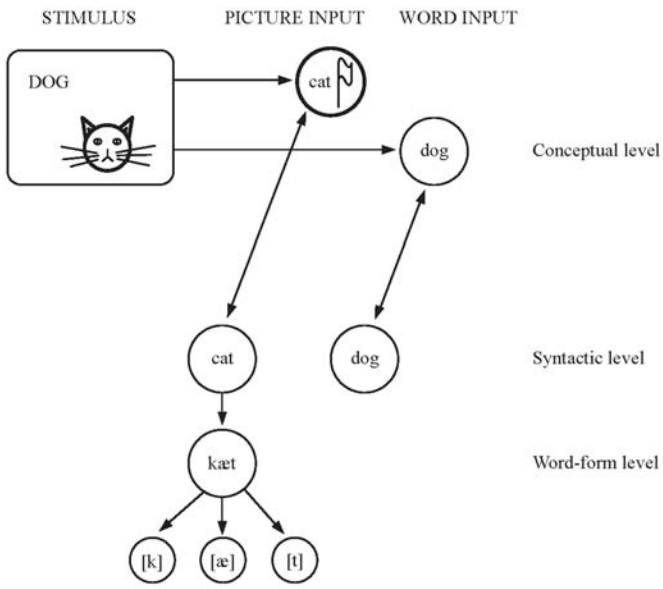 STIMULUS PICTURE INPUT WORD INPUT
DOG
cat
dog
Conceptual level
cat
dog
Syntactic level
kæt
Word-form level
[k] [æ] [t]